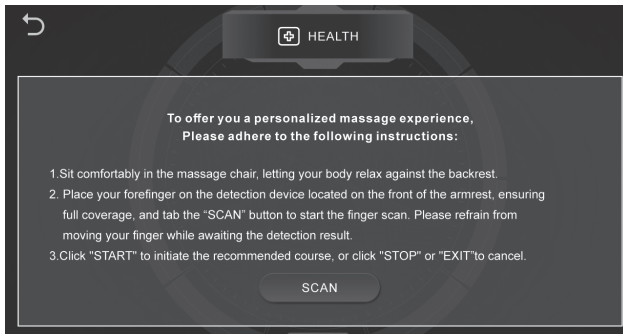 HEALTH
To offer you a personalized massage experience,
Please adhere to the following instructions:
1.Sit comfortably in the massage chair, letting your body relax against the backrest.
2. Place your forefinger on the detection device located on the front of the armrest, ensuring
full coverage, and tab the “SCAN” button to start the finger scan. Please refrain from
moving your finger while awaiting the detection result.
3.Click "START" to initiate the recommended course, or click "STOP" or "EXIT"to cancel.
SCAN